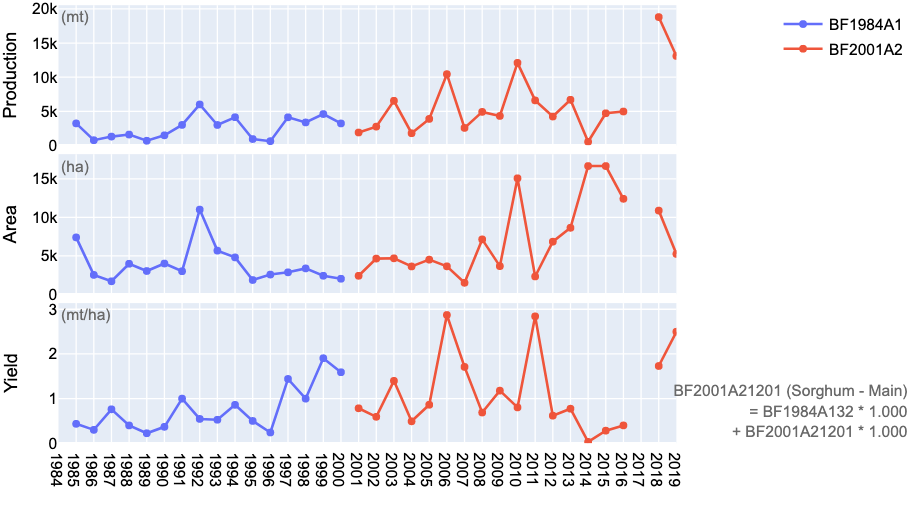 Production
(mt)
20k
15k
10k
5k
0
BF1984A1
BF2001A2
Area
(ha)
15k
10k
5k
0
Yield
(mt/ha)
3
2
1
0
BF2001A21201 (Sorghum - Main)
= BF1984A132 * 1.000
+ BF2001A21201 * 1.000
1984
1985
1986
1987
1988
1989
1990
1991
1992
1993
1994
1995
1996
1997
1998
1999
2000
2001
2002
2003
2004
2005
2006
2007
2008
2009
2010
2011
2012
2013
2014
2015
2016
2017
2018
2019